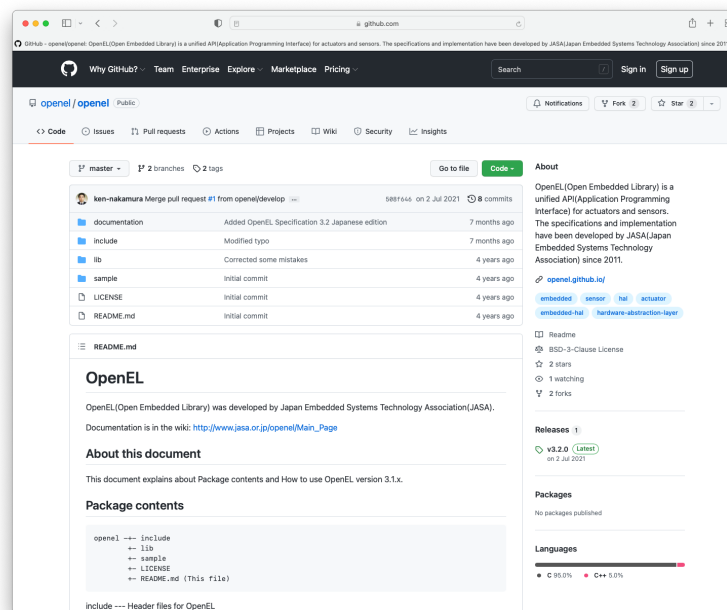 github.com
GitHub - openel/openel: OpenEL(Open Embedded Library) is a unified API(Application Programming Interface) for actuators and sensors. The specifications and implementation have been developed by JASA(Japan Embedded Systems Technology Association) since 2011
Why GitHub? Team Enterprise Explore Marketplace Pricing Search / Sign in Sign up
openel / openel Public Notifications Fork 2 Star 2
Code Issues Pull requests Actions Projects Wiki Security Insights
master 2 branches 2 tags Go to file Code
ken-nakamura Merge pull request #1 from openel/develop ... 508f646 on 2 Jul 2021 8 commits
documentation Added OpenEL Specification 3.2 Japanese edition 7 months ago
include Modified typo 7 months ago
lib Corrected some mistakes 4 years ago
sample Initial commit 4 years ago
LICENSE Initial commit 4 years ago
README.md Initial commit 4 years ago
README.md
OpenEL
OpenEL(Open Embedded Library) was developed by Japan Embedded Systems Technology Association(JASA).
Documentation is in the wiki: http://www.jasa.or.jp/openel/Main_Page
About this document
This document explains about Package contents and How to use OpenEL version 3.1.x.
Package contents
openel -+- include
+- lib
+- sample
+- LICENSE
+- README.md (This file)
include --- Header files for OpenEL
About
OpenEL(Open Embedded Library) is a
unified API(Application Programming
Interface) for actuators and sensors.
The specifications and implementation
have been developed by JASA(Japan
Embedded Systems Technology
Association) since 2011.
openel.github.io/
embedded sensor hal actuator
embedded-hal hardware-abstraction-layer
Readme
BSD-3-Clause License
2 stars
1 watching
2 forks
Releases 1
v3.2.0 Latest
on 2 Jul 2021
Packages
No packages published
Languages
C 95.0% C++ 5.0%